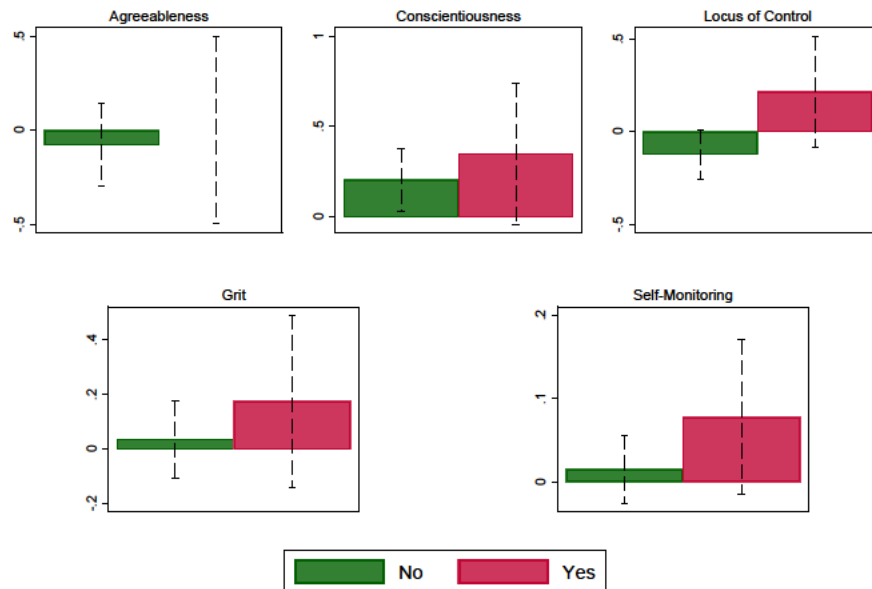 Agreeableness
.5
0
-.5
Conscientiousness
1
.5
0
Locus of Control
.5
0
-.5
Grit
.4
.2
0
-.2
Self-Monitoring
.2
.1
0
No Yes